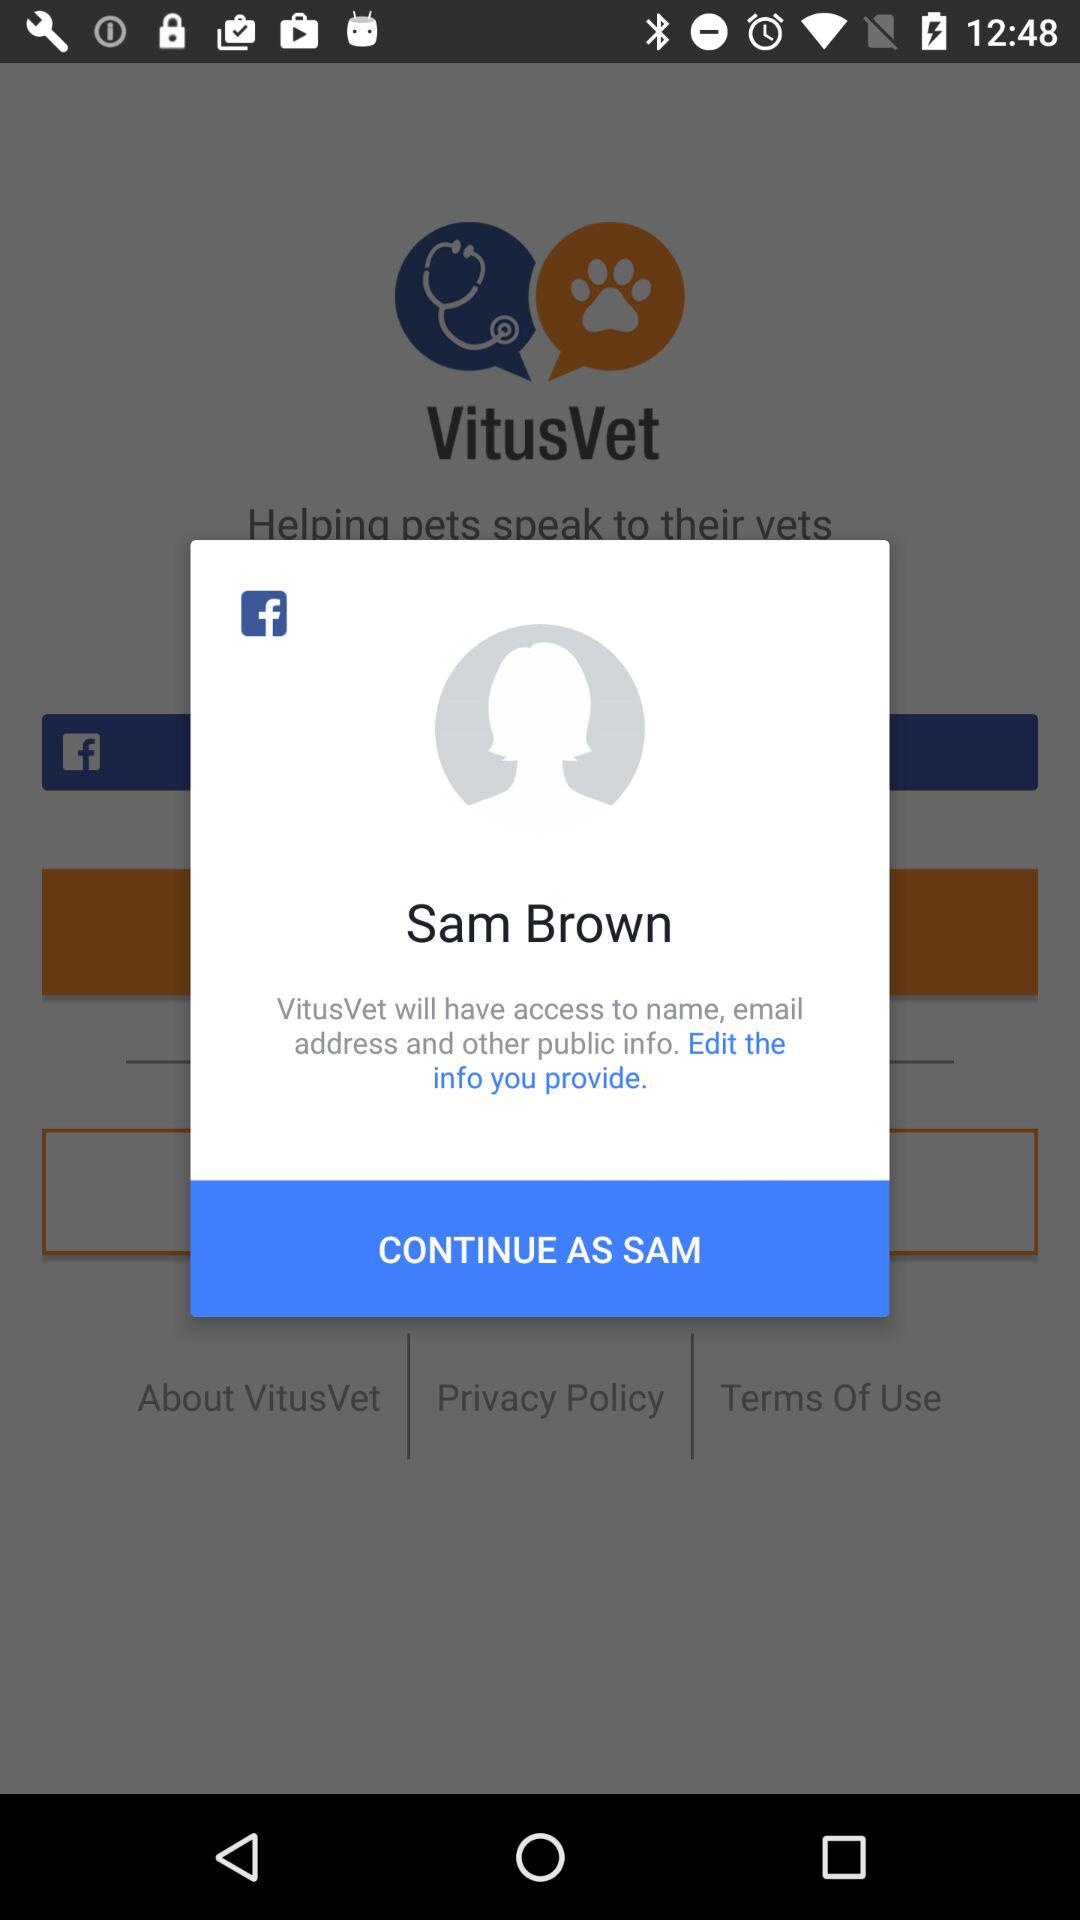 12:48
VitusVet
Helping pets speak to their vets
Sam Brown
VitusVet will have access to name, email
address and other public info. Edit the
info you provide.
CONTINUE AS SAM
About VitusVet
Privacy Policy
Terms Of Use